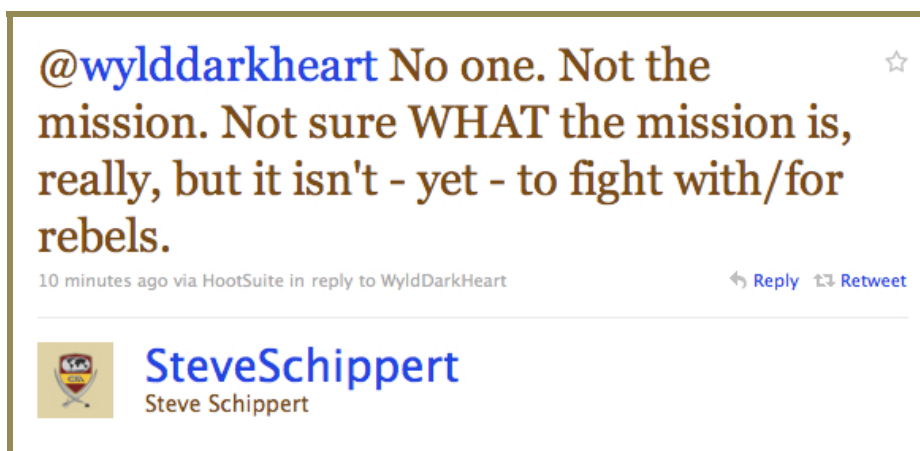 @wylddarkheart No one. Not the
mission. Not sure WHAT the mission is,
really, but it isn't - yet - to fight with/for
rebels.
10 minutes ago via HootSuite in reply to WyldDarkHeart
Reply Retweet
SteveSchippert
Steve Schippert